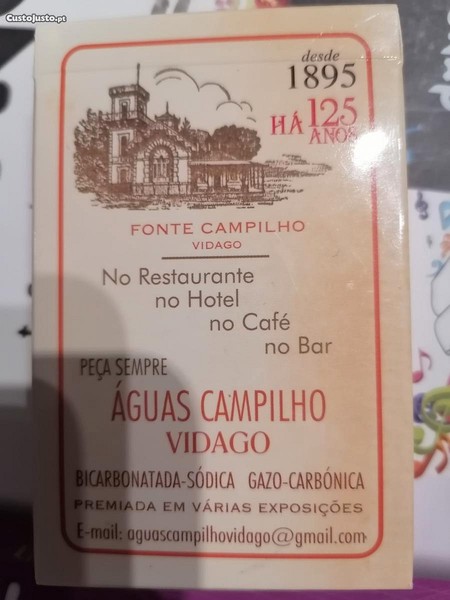 CustoJusto.pt
desde
1895
HÁ 125
ANOS
FONTE CAMPILHO
VIDAGO
No Restaurante
no Hotel
no Café
no Bar
PEÇA SEMPRE
ÁGUAS CAMPILHO
VIDAGO
BICARBONATADA-SÓDICA GAZO-CARBÓNICA
PREMIADA EM VÁRIAS EXPOSIÇÕES
E-mail: aguascampilhovidago@gmail.com